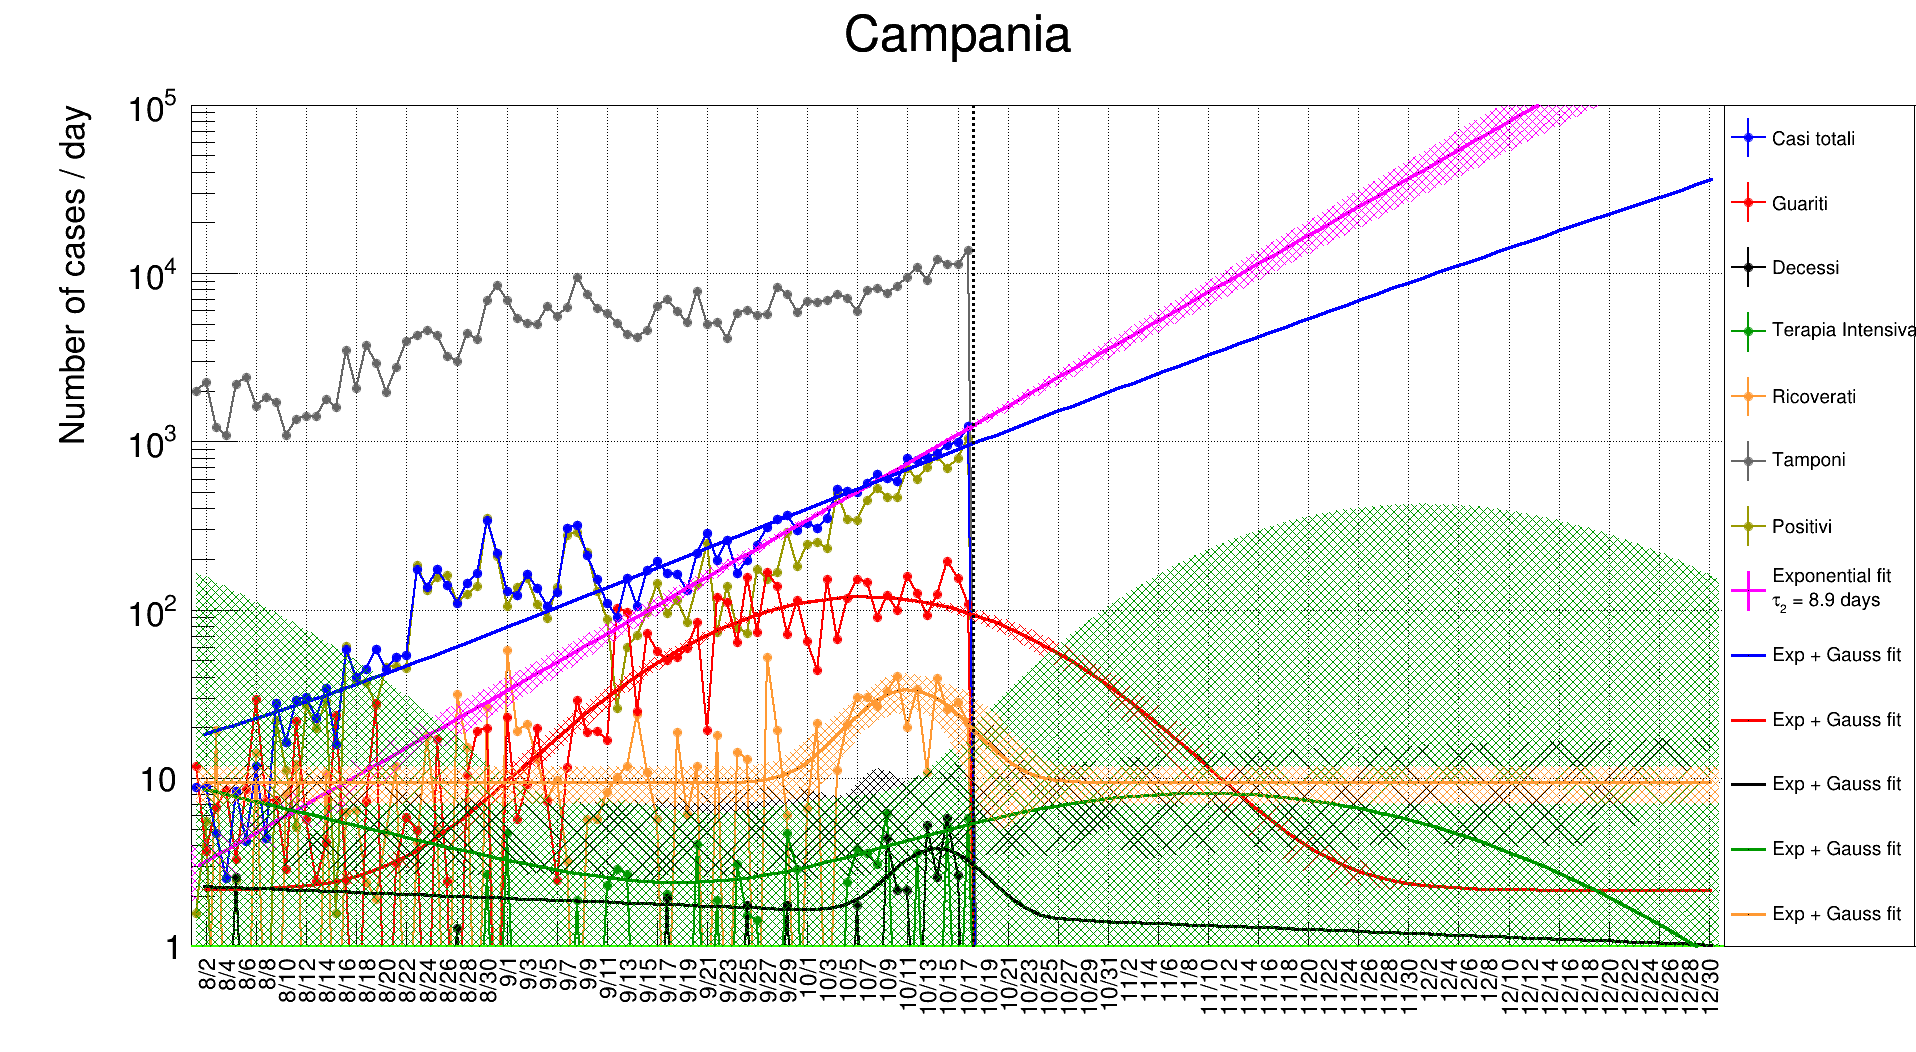 Campania
Number of cases / day
10^5
10^4
10^3
10^2
10
1
8/2 8/4 8/6 8/8 8/10 8/12 8/14 8/16 8/18 8/20 8/22 8/24 8/26 8/28 8/30 9/1 9/3 9/5 9/7 9/9 9/11 9/13 9/15 9/17 9/19 9/21 9/23 9/25 9/27 9/29 10/1 10/3 10/5 10/7 10/9 10/11 10/13 10/15 10/17 10/19 10/21 10/23 10/25 10/27 10/29 10/31 11/2 11/4 11/6 11/8 11/10 11/12 11/14 11/16 11/18 11/20 11/22 11/24 11/26 11/28 11/30 12/2 12/4 12/6 12/8 12/10 12/12 12/14 12/16 12/18 12/20 12/22 12/24 12/26 12/28 12/30
Casi totali
Guariti
Decessi
Terapia Intensiva
Ricoverati
Tamponi
Positivi
Exponential fit
τ₂ = 8.9 days
Exp + Gauss fit
Exp + Gauss fit
Exp + Gauss fit
Exp + Gauss fit
Exp + Gauss fit